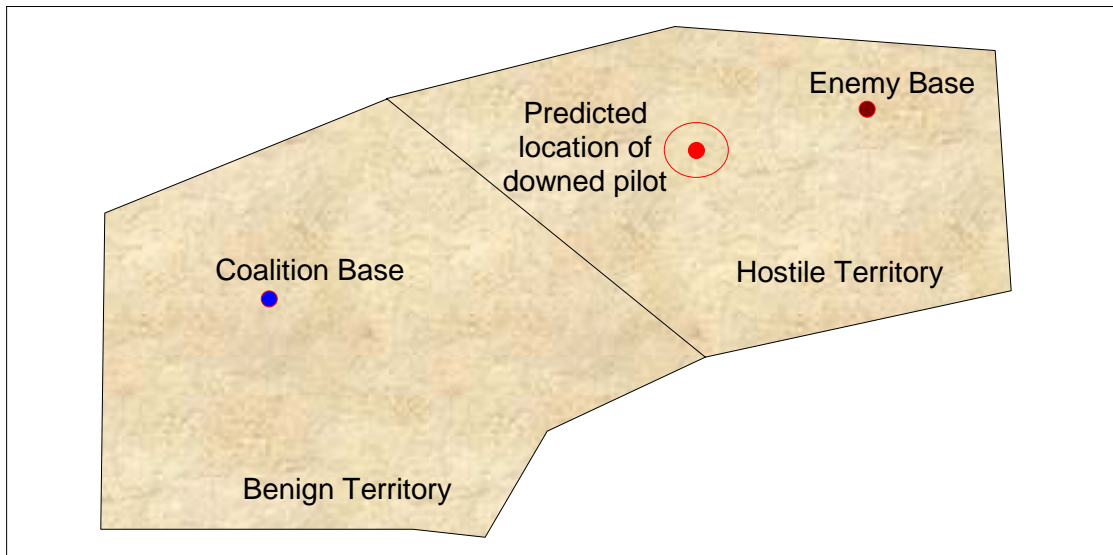 Enemy Base
Predicted
location of
downed pilot
Coalition Base
Hostile Territory
Benign Territory